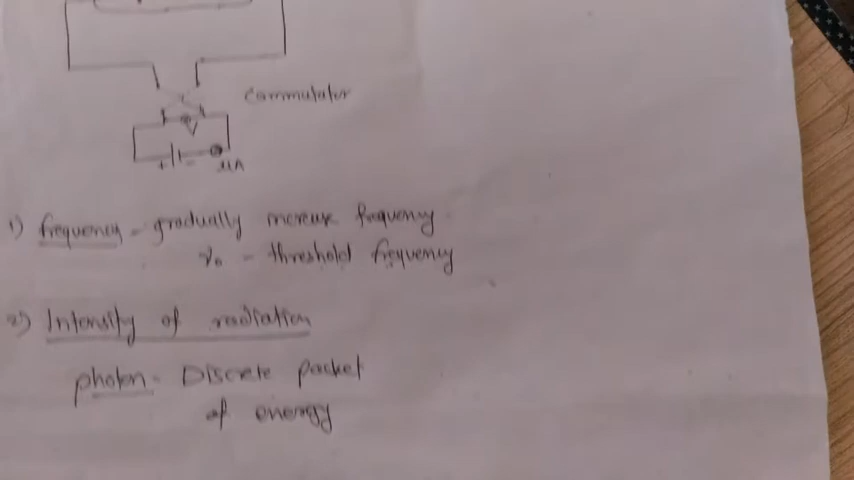 Commutator
V
+ -
μA
1) frequency - gradually increase frequency
ν₀ - threshold frequency
2) Intensity of radiation
photon - Discrete packet
of energy